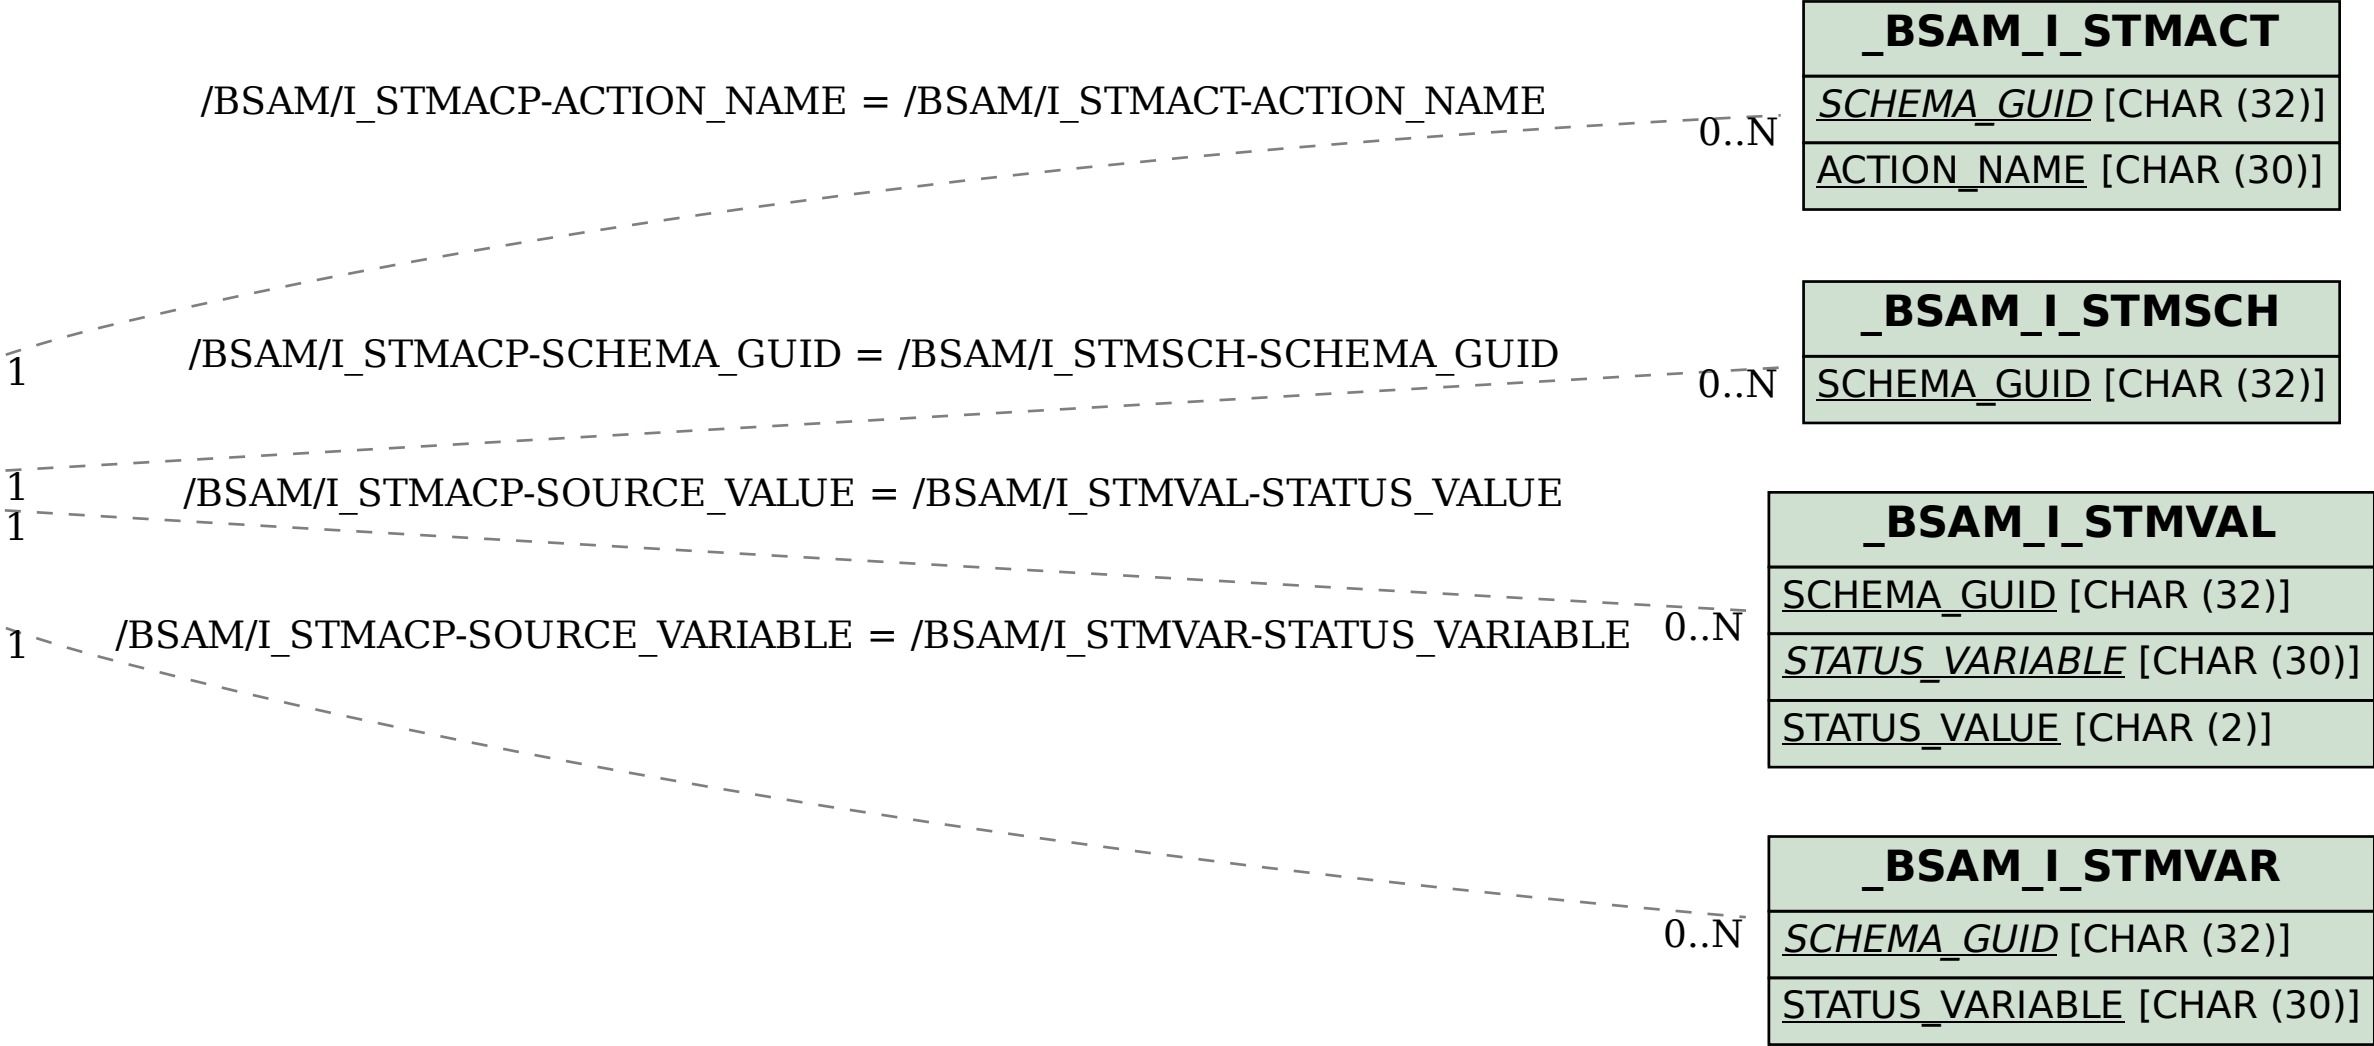 _BSAM_I_STMACT
SCHEMA_GUID [CHAR (32)]
ACTION_NAME [CHAR (30)]
/BSAM/I_STMACP-ACTION_NAME = /BSAM/I_STMACT-ACTION_NAME
0..N
1
_BSAM_I_STMSCH
SCHEMA_GUID [CHAR (32)]
/BSAM/I_STMACP-SCHEMA_GUID = /BSAM/I_STMSCH-SCHEMA_GUID
0..N
1
/BSAM/I_STMACP-SOURCE_VALUE = /BSAM/I_STMVAL-STATUS_VALUE
1
0..N
_BSAM_I_STMVAL
SCHEMA_GUID [CHAR (32)]
STATUS_VARIABLE [CHAR (30)]
STATUS_VALUE [CHAR (2)]
/BSAM/I_STMACP-SOURCE_VARIABLE = /BSAM/I_STMVAR-STATUS_VARIABLE
1
0..N
_BSAM_I_STMVAR
SCHEMA_GUID [CHAR (32)]
STATUS_VARIABLE [CHAR (30)]